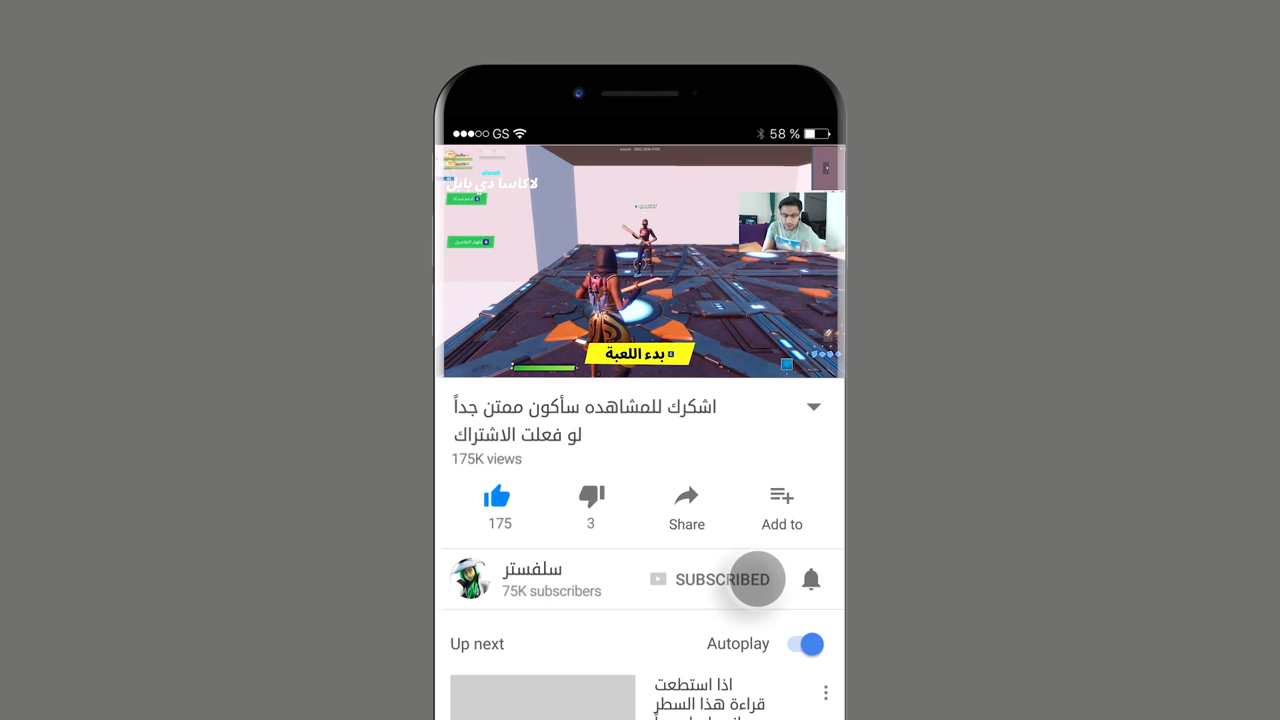 GS
58 %
لاكاسا دي بابل
بدء اللعبة
اشكرك للمشاهده سأكون ممتن جداً
لو فعلت الاشتراك
175K views
175
3
Share
Add to
سلفستر
75K subscribers
SUBSCRIBED
Up next
Autoplay
اذا استطعت
قراءة هذا السطر